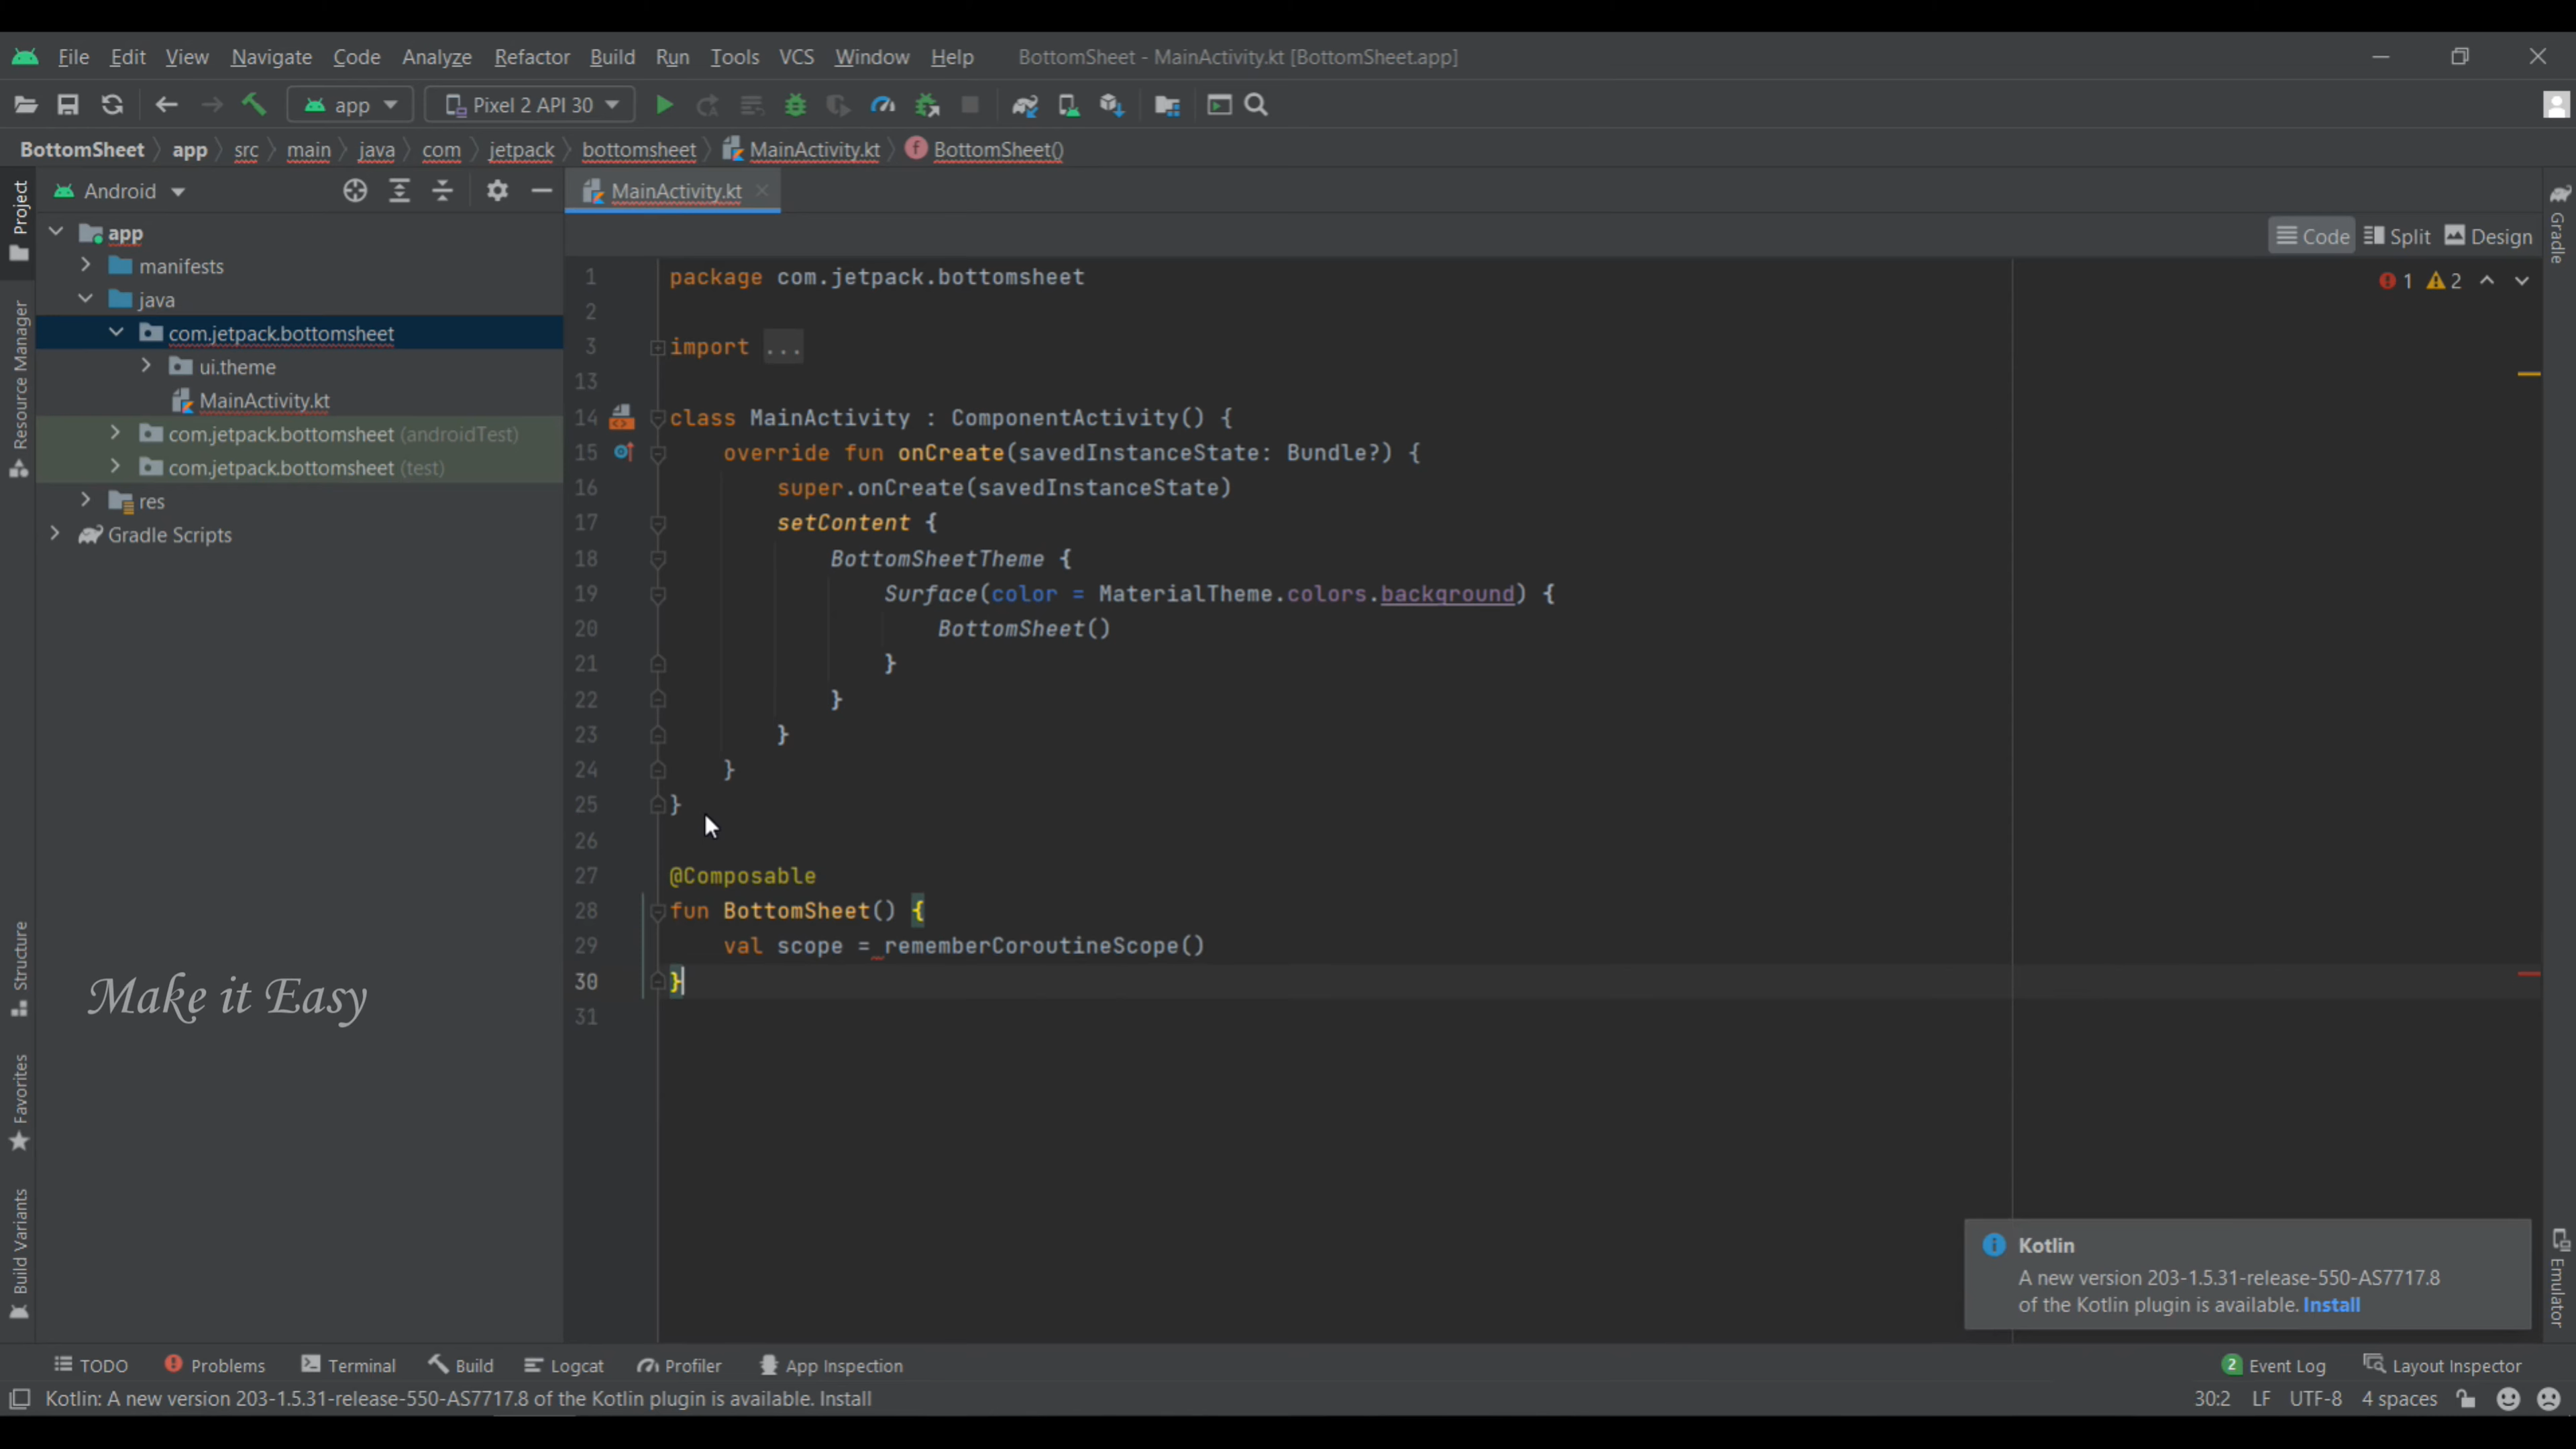 File Edit View Navigate Code Analyze Refactor Build Run Tools VCS Window Help BottomSheet - MainActivity.kt [BottomSheet.app]
app Pixel 2 API 30
BottomSheet app src main java com jetpack bottomsheet MainActivity.kt f BottomSheet()
Project
Android
MainActivity.kt
Gradle
Code Split Design
app
manifests
java
com.jetpack.bottomsheet
ui.theme
MainActivity.kt
com.jetpack.bottomsheet (androidTest)
com.jetpack.bottomsheet (test)
res
Gradle Scripts
Resource Manager
1 package com.jetpack.bottomsheet
1 2
2
3 import ...
13
14 class MainActivity : ComponentActivity() {
15 override fun onCreate(savedInstanceState: Bundle?) {
16 super.onCreate(savedInstanceState)
17 setContent {
18 BottomSheetTheme {
19 Surface(color = MaterialTheme.colors.background) {
20 BottomSheet()
21 }
22 }
23 }
24 }
25 }
26
27 @Composable
28 fun BottomSheet() {
29 val scope = rememberCoroutineScope()
30 }
31
Structure
Make it Easy
Favorites
Build Variants
Kotlin
A new version 203-1.5.31-release-550-AS7717.8
of the Kotlin plugin is available. Install
Emulator
TODO Problems Terminal Build Logcat Profiler App Inspection 2 Event Log Layout Inspector
Kotlin: A new version 203-1.5.31-release-550-AS7717.8 of the Kotlin plugin is available. Install 30:2 LF UTF-8 4 spaces